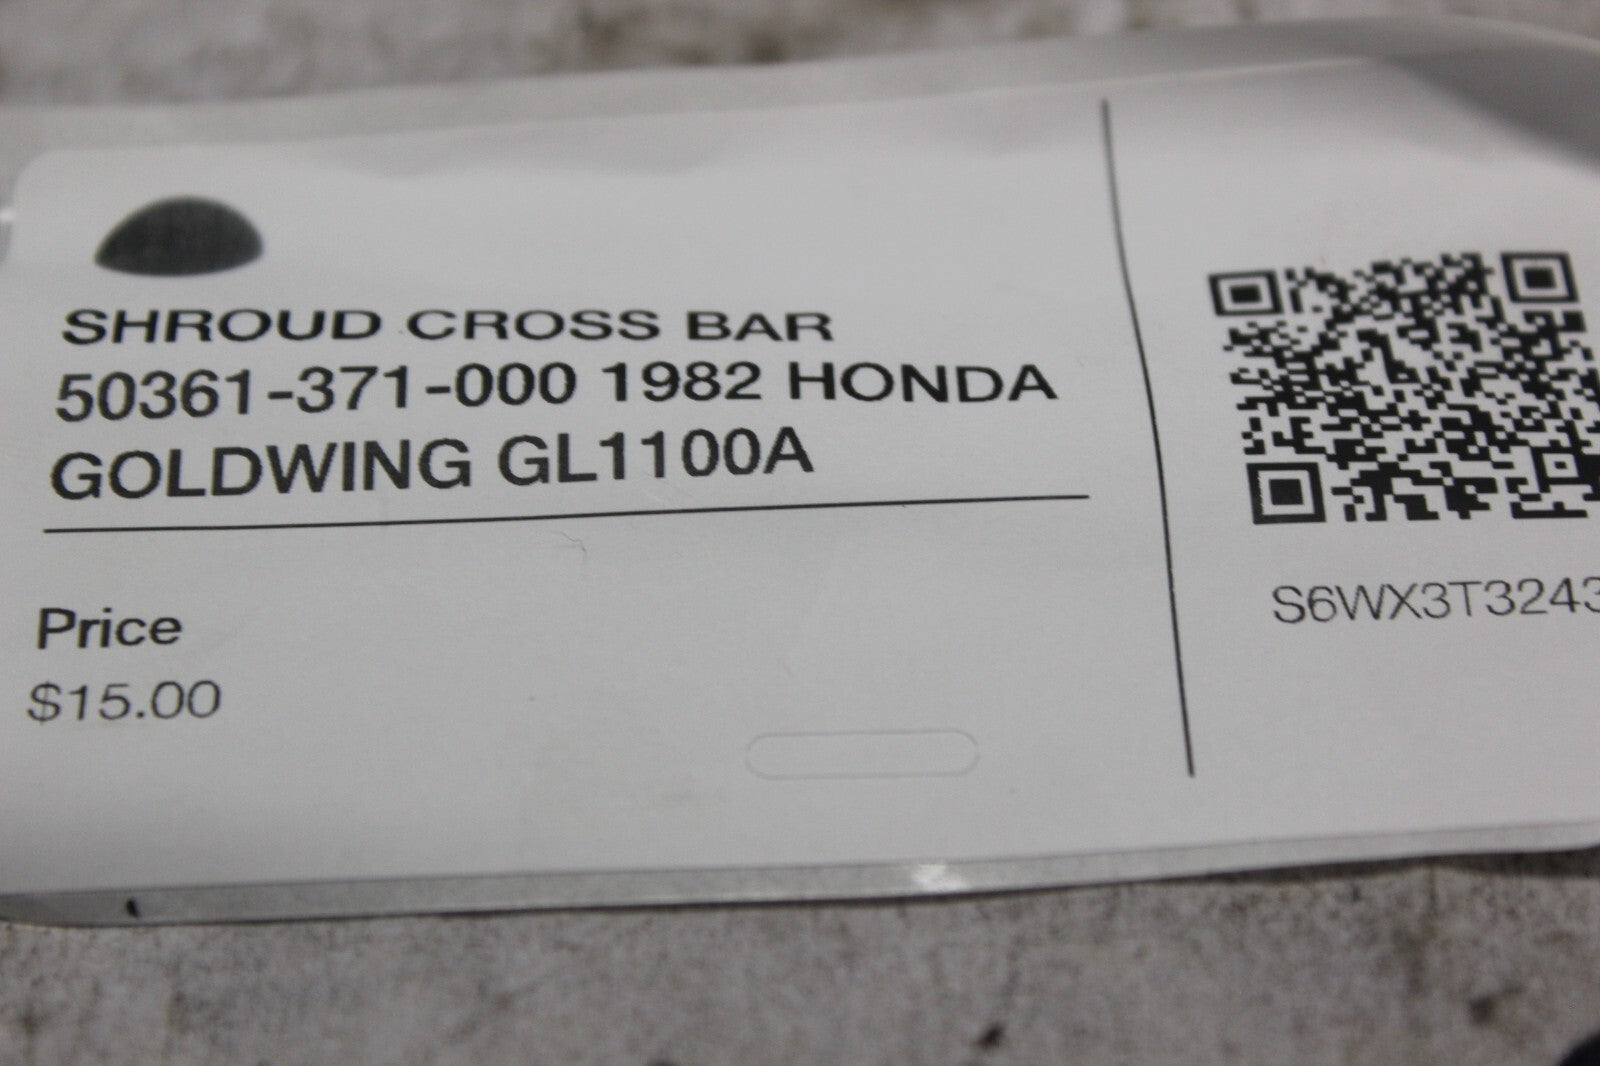 SHROUD CROSS BAR
50361-371-000 1982 HONDA
GOLDWING GL1100A
Price
$15.00
S6WX3T3243